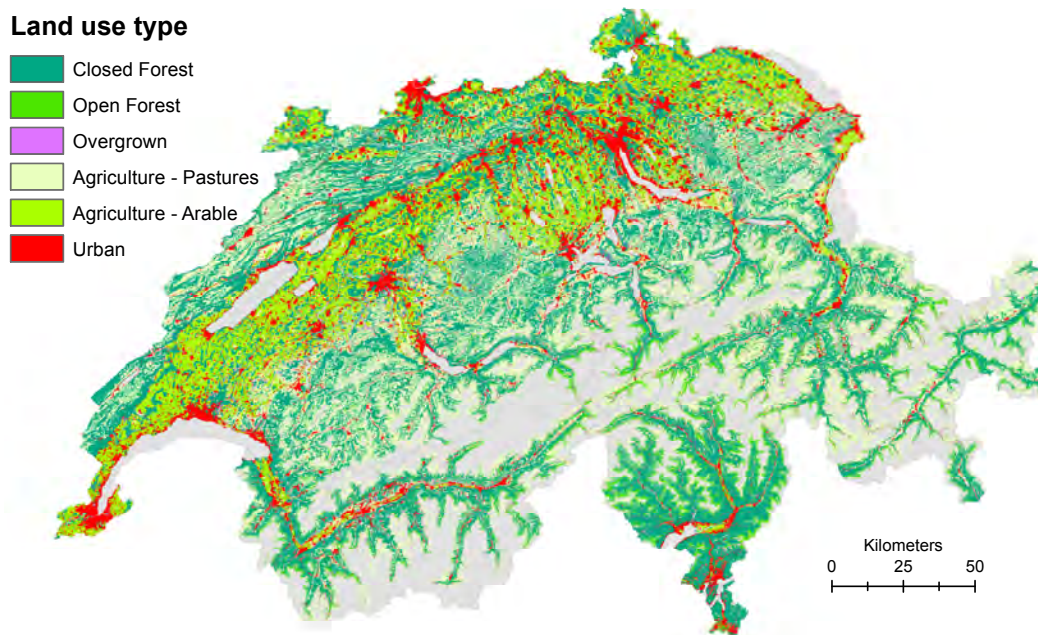 Land use type
Closed Forest
Open Forest
Overgrown
Agriculture - Pastures
Agriculture - Arable
Urban
Kilometers
0 25 50